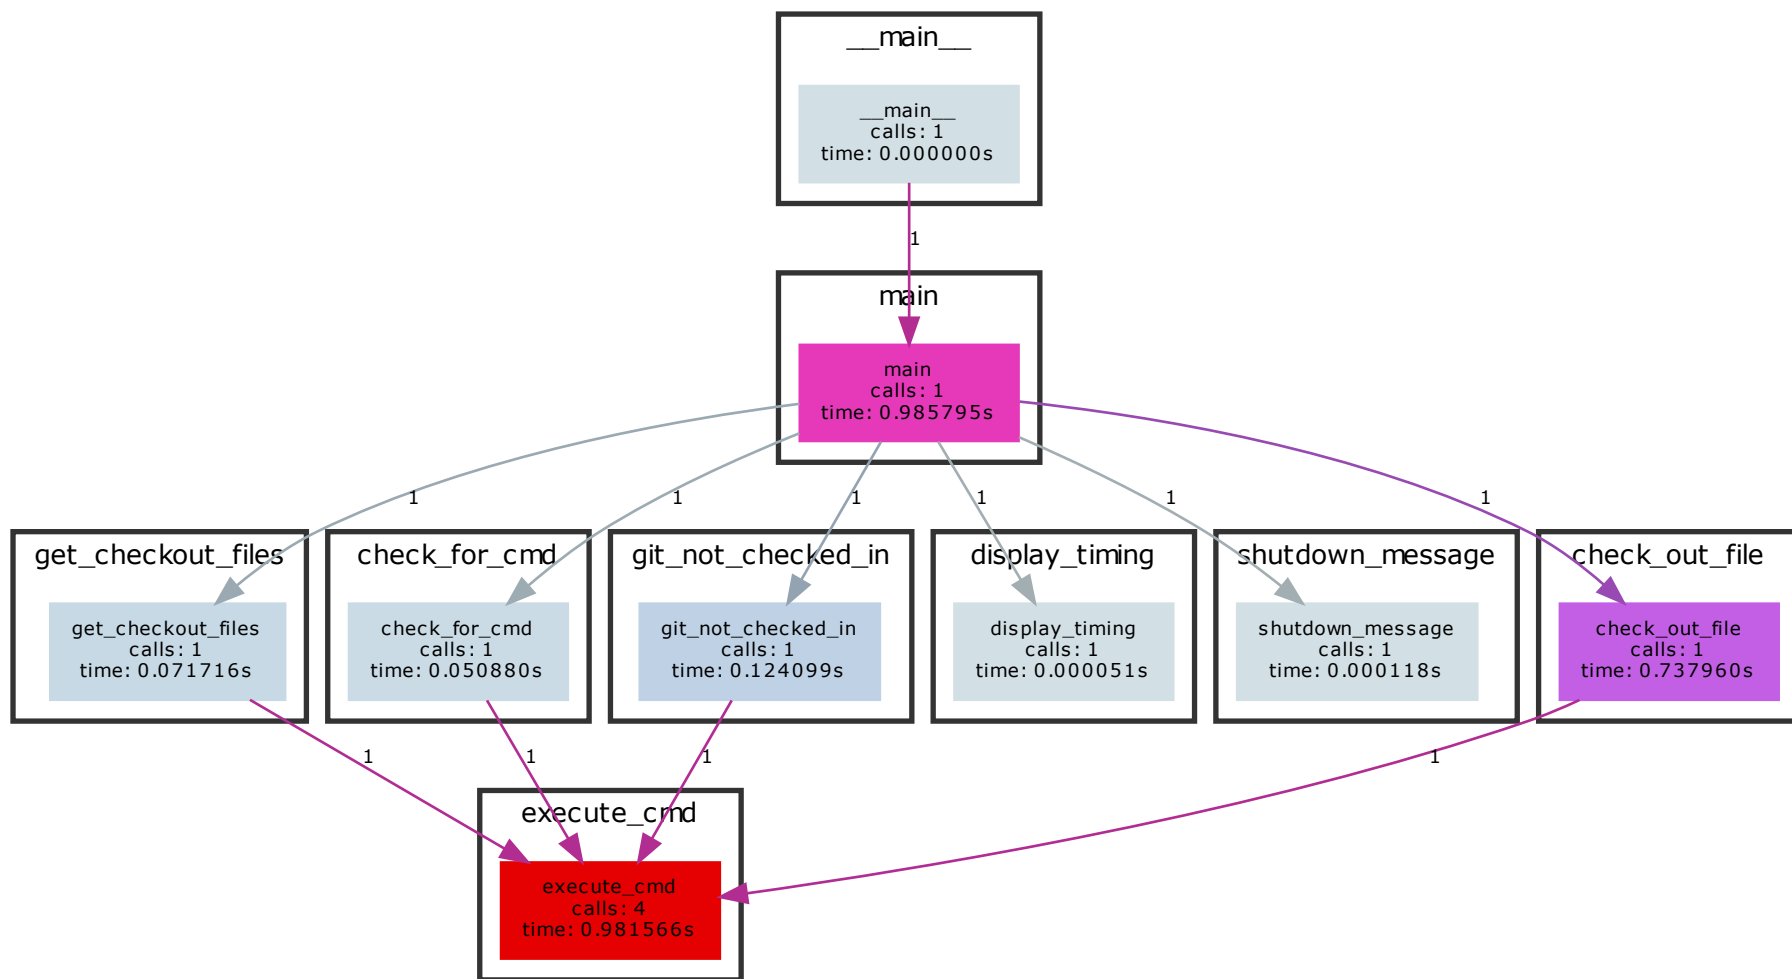 __main__
__main__
calls: 1
time: 0.000000s
1
main
main
calls: 1
time: 0.985795s
1
1
1
1
1
1
get_checkout_files
get_checkout_files
calls: 1
time: 0.071716s
check_for_cmd
check_for_cmd
calls: 1
time: 0.050880s
git_not_checked_in
git_not_checked_in
calls: 1
time: 0.124099s
display_timing
display_timing
calls: 1
time: 0.000051s
shutdown_message
shutdown_message
calls: 1
time: 0.000118s
check_out_file
check_out_file
calls: 1
time: 0.737960s
1
1
1
1
execute_cmd
execute_cmd
calls: 4
time: 0.981566s